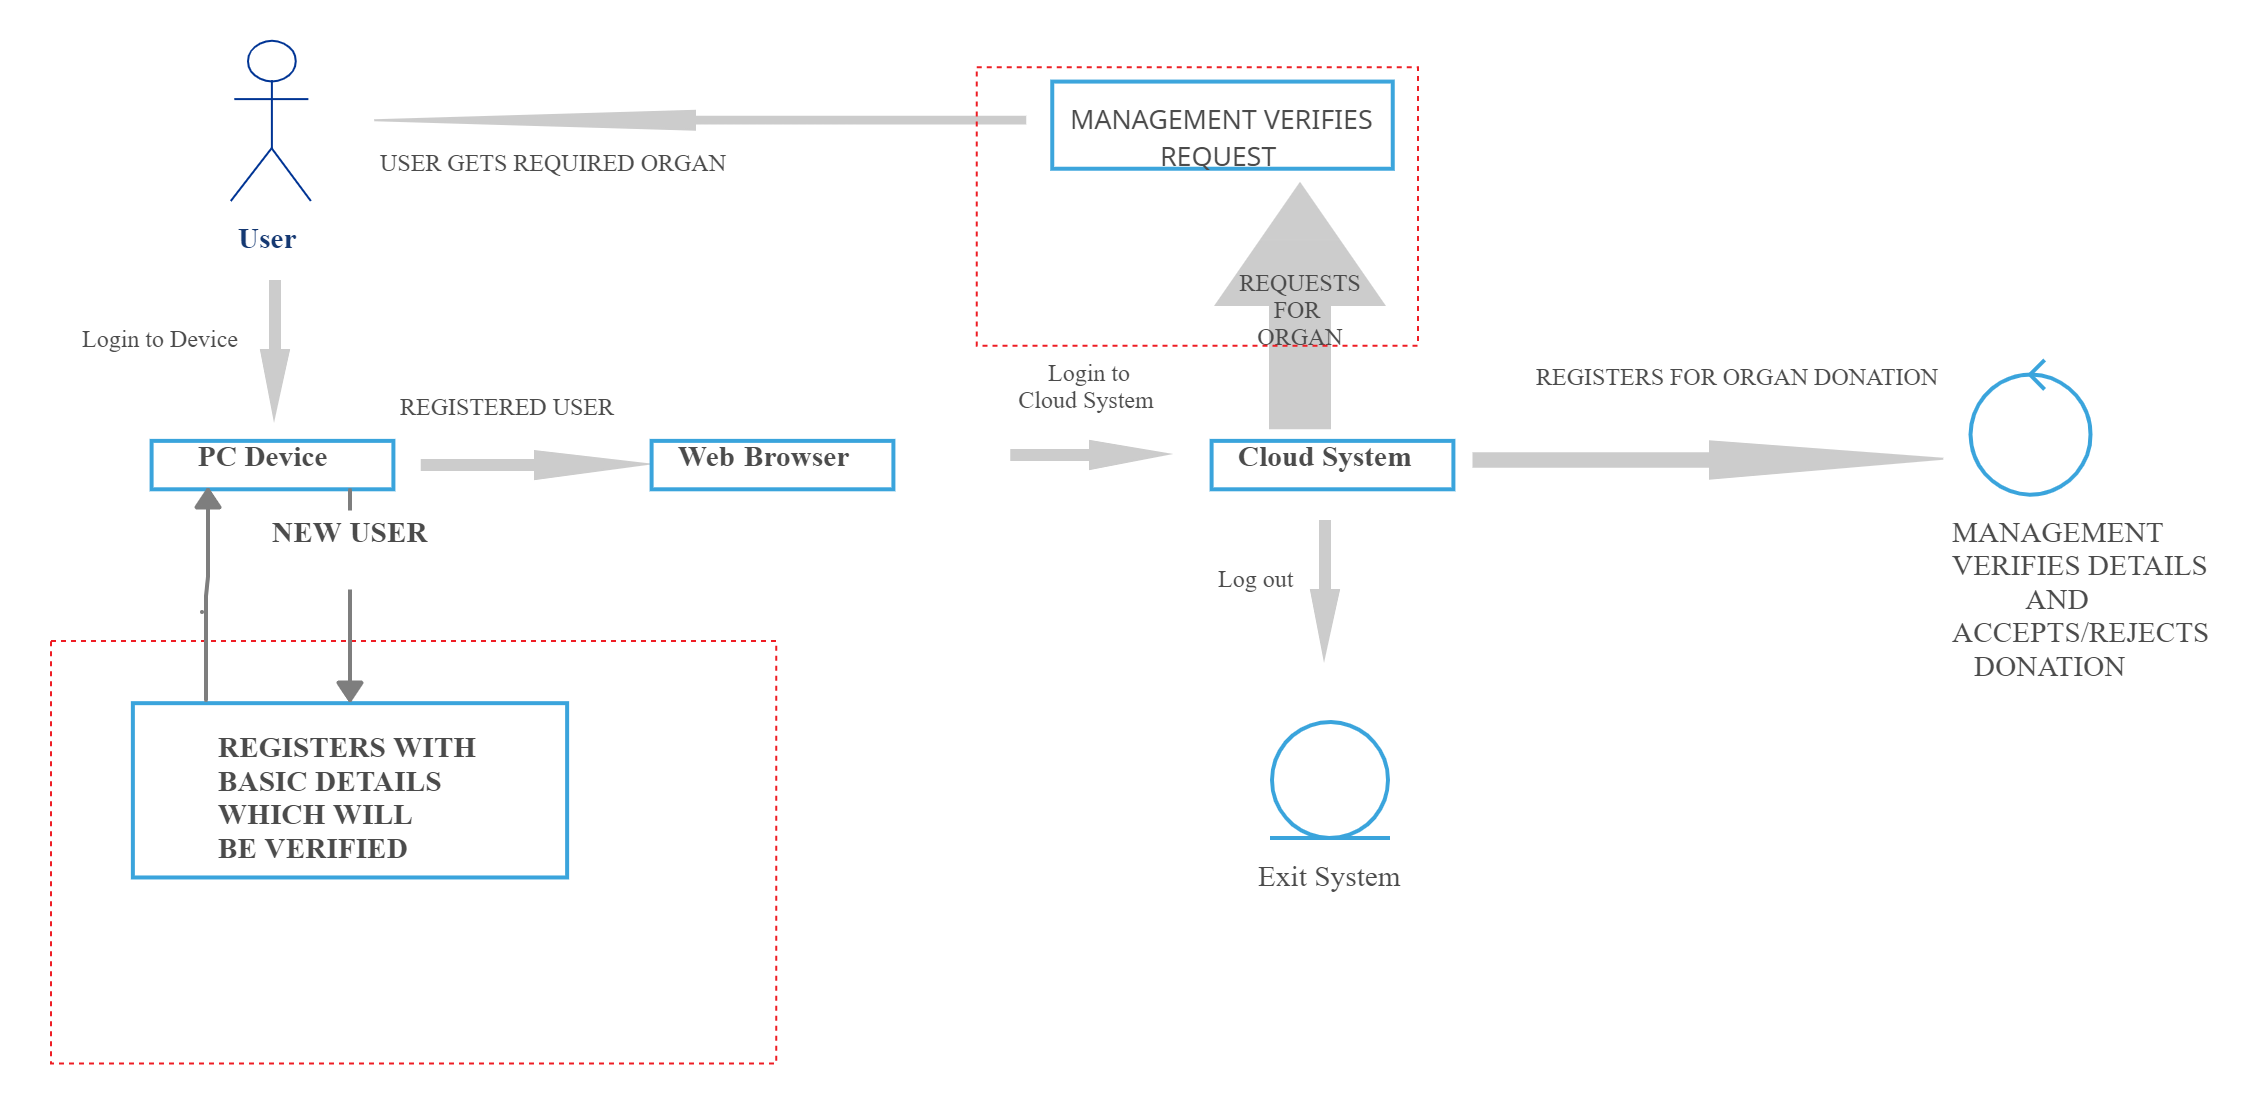 MANAGEMENT VERIFIES
REQUEST
USER GETS REQUIRED ORGAN
User
REQUESTS
FOR
ORGAN
Login to Device
Login to
Cloud System
REGISTERS FOR ORGAN DONATION
REGISTERED USER
PC Device
Web Browser
Cloud System
NEW USER
MANAGEMENT
VERIFIES DETAILS
AND
ACCEPTS/REJECTS
DONATION
Log out
REGISTERS WITH
BASIC DETAILS
WHICH WILL
BE VERIFIED
Exit System